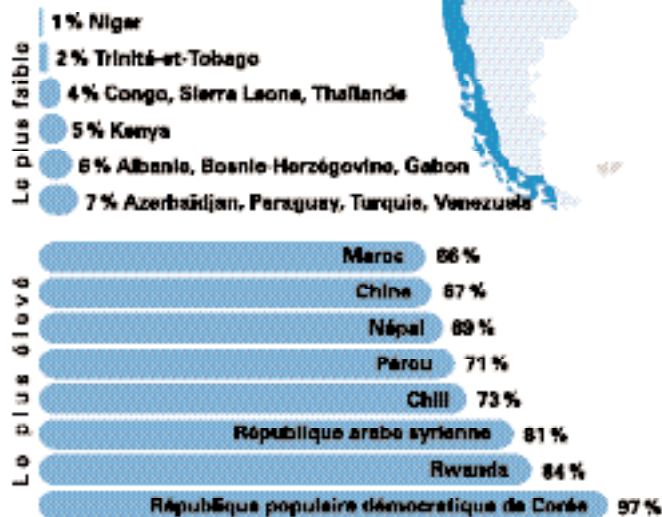 1% Niger
2% Trinité-et-Tobago
4% Congo, Sierra Leone, Thaïlande
5% Kenya
6% Albanie, Bosnie-Herzégovine, Gabon
7% Azerbaïdjan, Paraguay, Turquie, Venezuela
Le plus faible
Maroc 66%
Chine 67%
Népal 69%
Pérou 71%
Chili 73%
République arabe syrienne 81%
Rwanda 84%
République populaire démocratique de Corée 97%
Le plus élevé